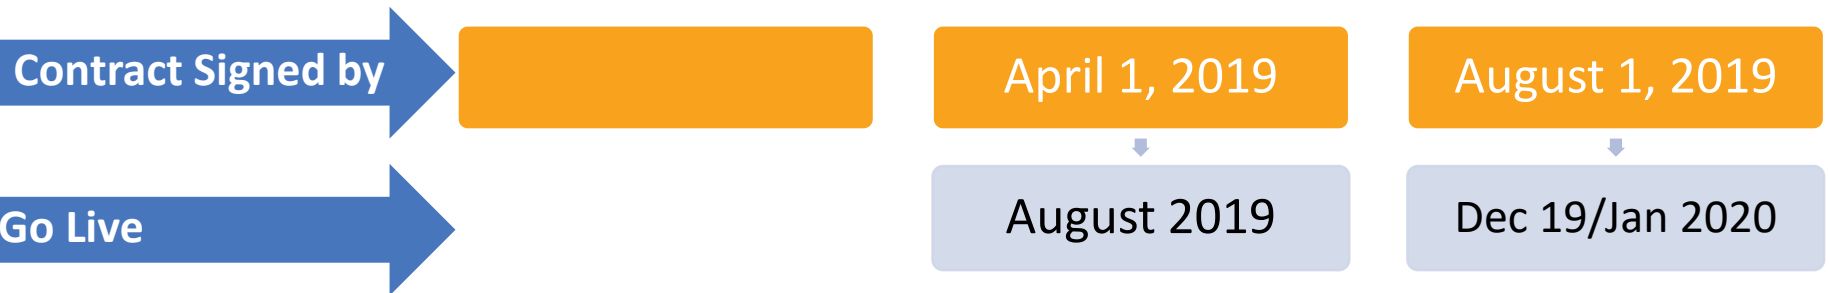 Contract Signed by
April 1, 2019
August 1, 2019
Go Live
August 2019
Dec 19/Jan 2020